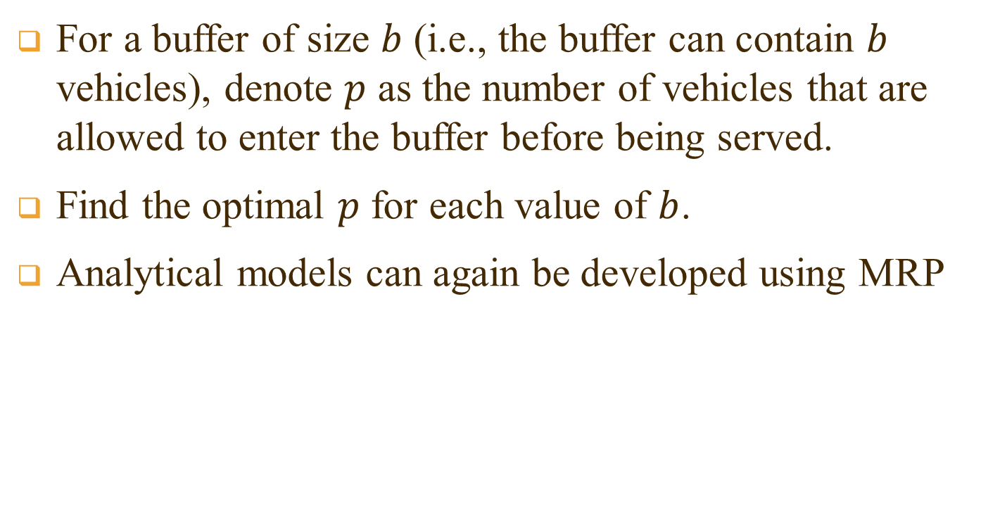 ❑ For a buffer of size b (i.e., the buffer can contain b
vehicles), denote p as the number of vehicles that are
allowed to enter the buffer before being served.
❑ Find the optimal p for each value of b.
❑ Analytical models can again be developed using MRP